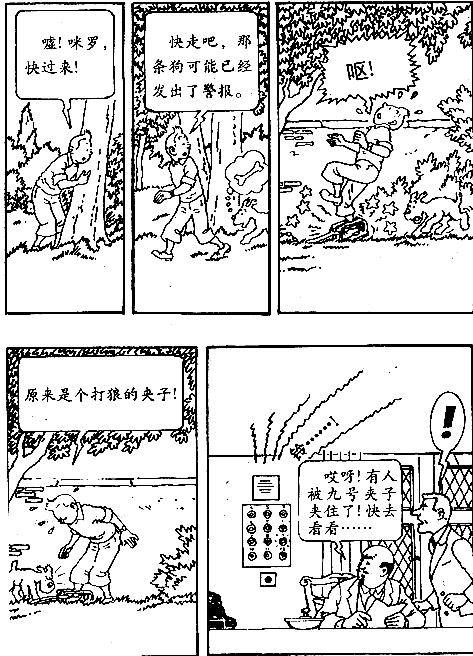 嘘！咪罗，
快过来！
快走吧，那
条狗可能已经
发出了警报。
呕！
原来是个打狼的夹子！
哎呀！有人
被九号夹子
夹住了！快去
看看……
！